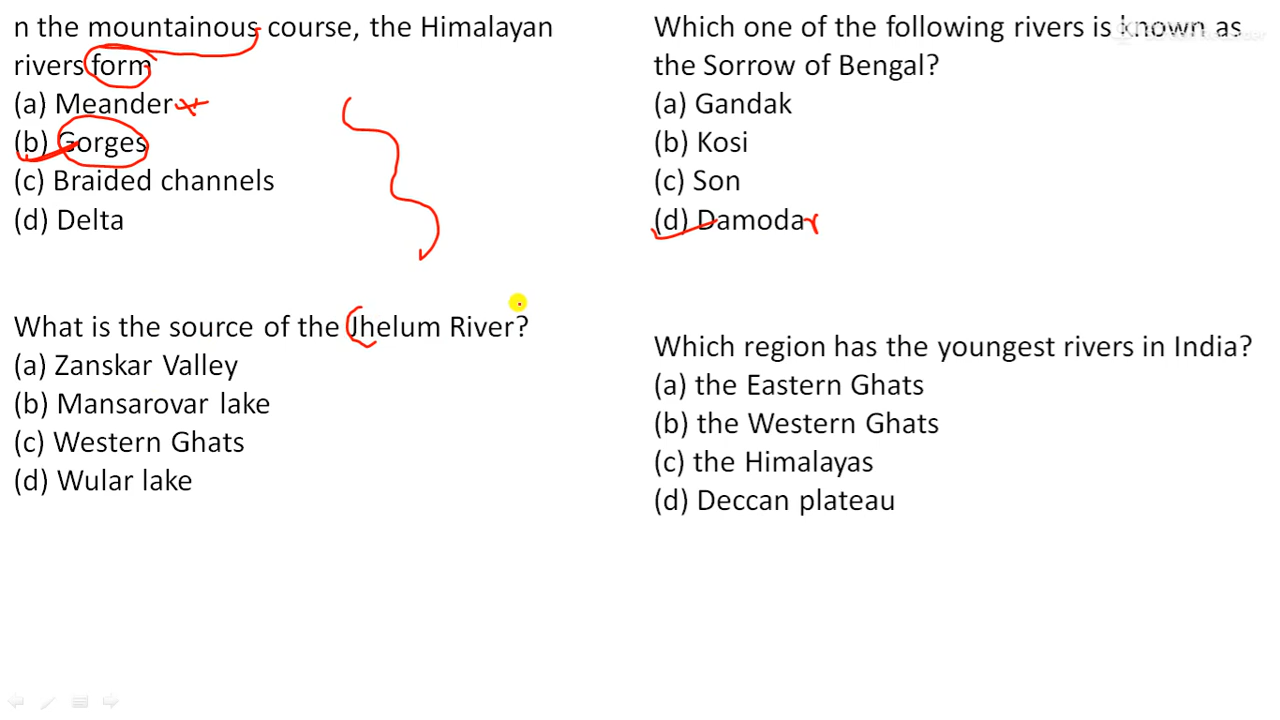 n the mountainous course, the Himalayan
rivers form
(a) Meander
(b) Gorges
(c) Braided channels
(d) Delta
What is the source of the Jhelum River?
(a) Zanskar Valley
(b) Mansarovar lake
(c) Western Ghats
(d) Wular lake
Which one of the following rivers is known as
the Sorrow of Bengal?
(a) Gandak
(b) Kosi
(c) Son
(d) Damodar
Which region has the youngest rivers in India?
(a) the Eastern Ghats
(b) the Western Ghats
(c) the Himalayas
(d) Deccan plateau